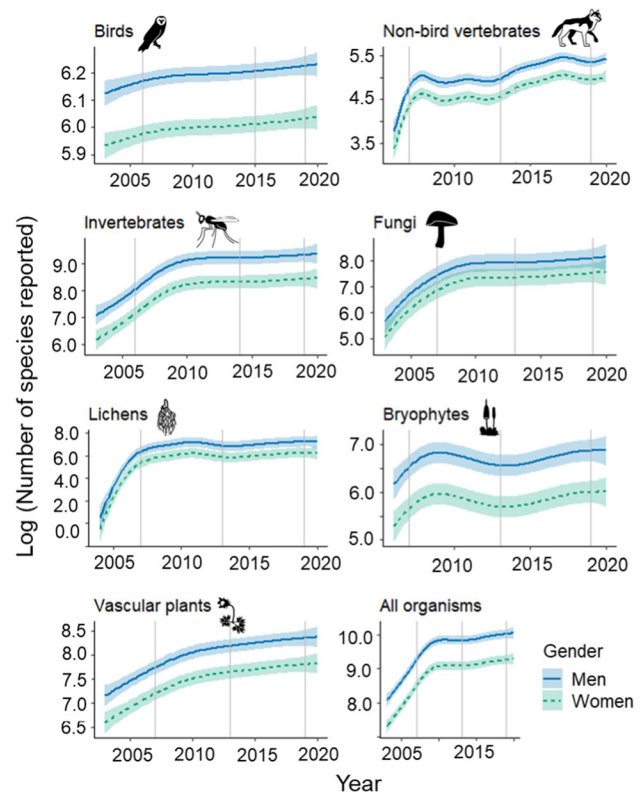 Birds
6.2
6.1
6.0
5.9
2005 2010 2015 2020
Non-bird vertebrates
5.5
4.5
3.5
2010 2015 2020
Invertebrates
9.0
8.0
7.0
6.0
2005 2010 2015 2020
Fungi
8.0
7.0
6.0
5.0
2005 2010 2015 2020
Lichens
8.0
6.0
4.0
2.0
0.0
2005 2010 2015 2020
Bryophytes
7.0
6.0
5.0
2010 2015 2020
Vascular plants
8.5
8.0
7.5
7.0
6.5
2005 2010 2015 2020
All organisms
10.0
9.0
8.0
2005 2015
Gender
Men
Women
Log (Number of species reported)
Year